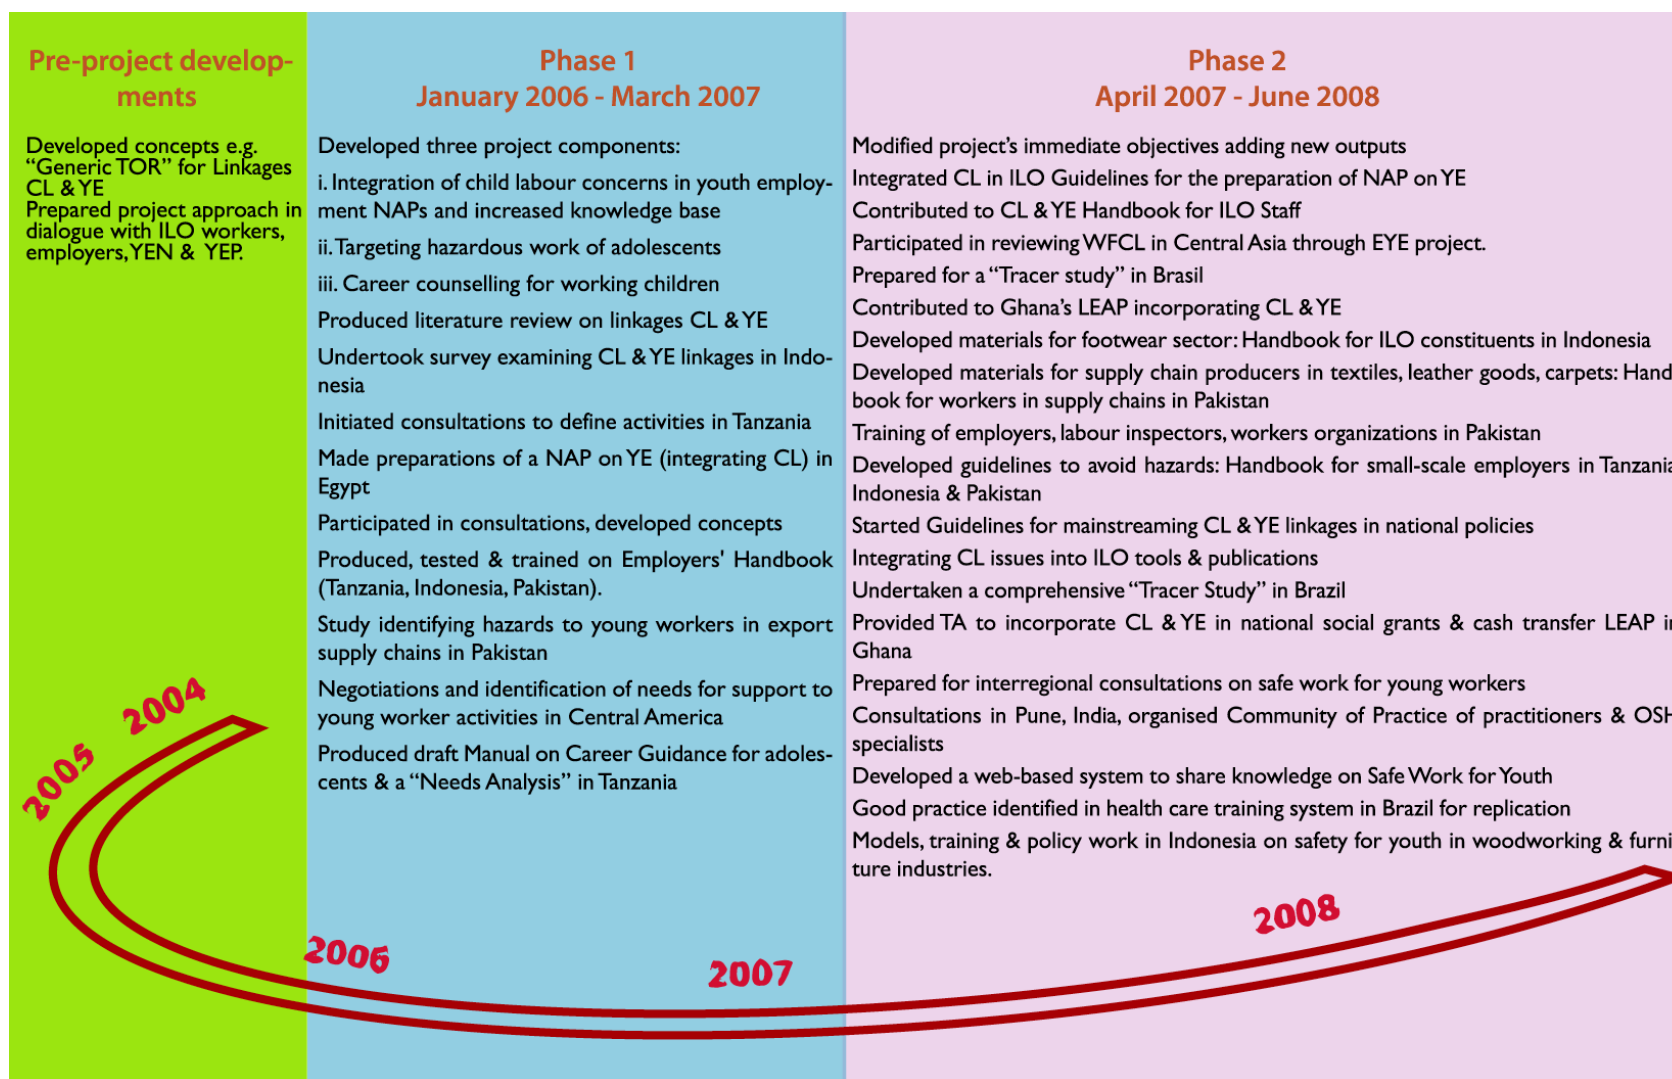 Pre-project develop-
ments
Developed concepts e.g.
“Generic TOR” for Linkages
CL & YE
Prepared project approach in
dialogue with ILO workers,
employers, YEN & YEP.
Phase 1
January 2006 - March 2007
Developed three project components:
i. Integration of child labour concerns in youth employ-
ment NAPs and increased knowledge base
ii. Targeting hazardous work of adolescents
iii. Career counselling for working children
Produced literature review on linkages CL & YE
Undertook survey examining CL & YE linkages in Indo-
nesia
Initiated consultations to define activities in Tanzania
Made preparations of a NAP on YE (integrating CL) in
Egypt
Participated in consultations, developed concepts
Produced, tested & trained on Employers' Handbook
(Tanzania, Indonesia, Pakistan).
Study identifying hazards to young workers in export
supply chains in Pakistan
Negotiations and identification of needs for support to
young worker activities in Central America
Produced draft Manual on Career Guidance for adoles-
cents & a “Needs Analysis” in Tanzania
Phase 2
April 2007 - June 2008
Modified project’s immediate objectives adding new outputs
Integrated CL in ILO Guidelines for the preparation of NAP on YE
Contributed to CL & YE Handbook for ILO Staff
Participated in reviewing WFCL in Central Asia through EYE project.
Prepared for a “Tracer study” in Brasil
Contributed to Ghana’s LEAP incorporating CL & YE
Developed materials for footwear sector: Handbook for ILO constituents in Indonesia
Developed materials for supply chain producers in textiles, leather goods, carpets: Hand
book for workers in supply chains in Pakistan
Training of employers, labour inspectors, workers organizations in Pakistan
Developed guidelines to avoid hazards: Handbook for small-scale employers in Tanzania
Indonesia & Pakistan
Started Guidelines for mainstreaming CL & YE linkages in national policies
Integrating CL issues into ILO tools & publications
Undertaken a comprehensive “Tracer Study” in Brazil
Provided TA to incorporate CL & YE in national social grants & cash transfer LEAP in
Ghana
Prepared for interregional consultations on safe work for young workers
Consultations in Pune, India, organised Community of Practice of practitioners & OSH
specialists
Developed a web-based system to share knowledge on Safe Work for Youth
Good practice identified in health care training system in Brazil for replication
Models, training & policy work in Indonesia on safety for youth in woodworking & furni
ture industries.
2004
2005
2006
2007
2008